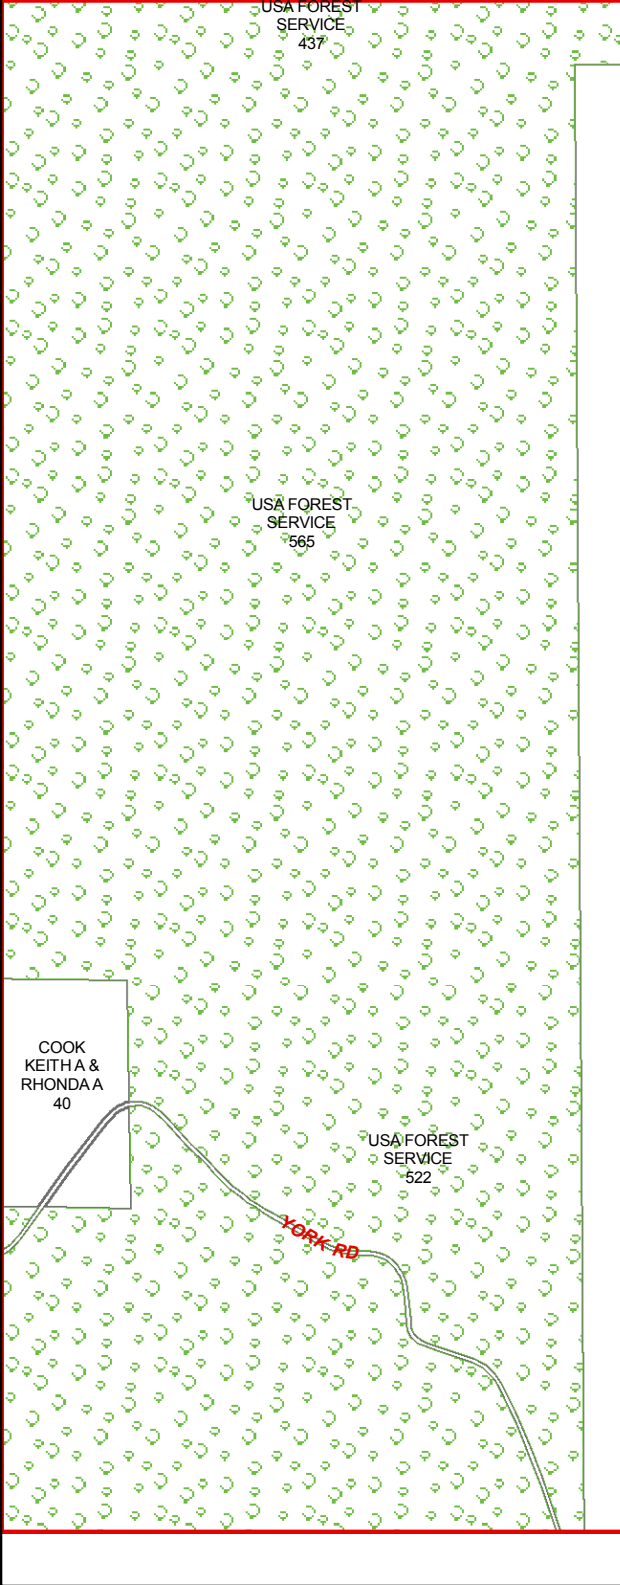 USA FOREST
SERVICE
437
USA FOREST
SERVICE
565
COOK
KEITH A &
RHONDA A
40
USA FOREST
SERVICE
522
YORK RD